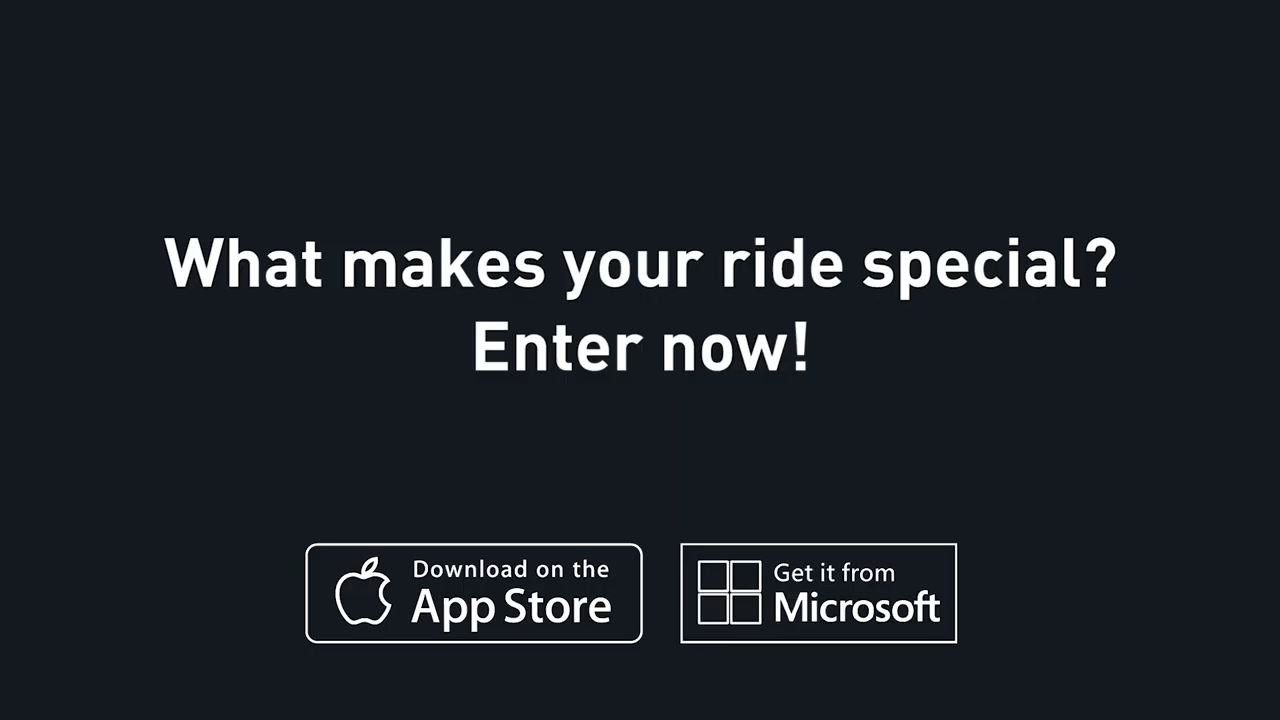 What makes your ride special?
Enter now!
Download on the
App Store
Get it from
Microsoft